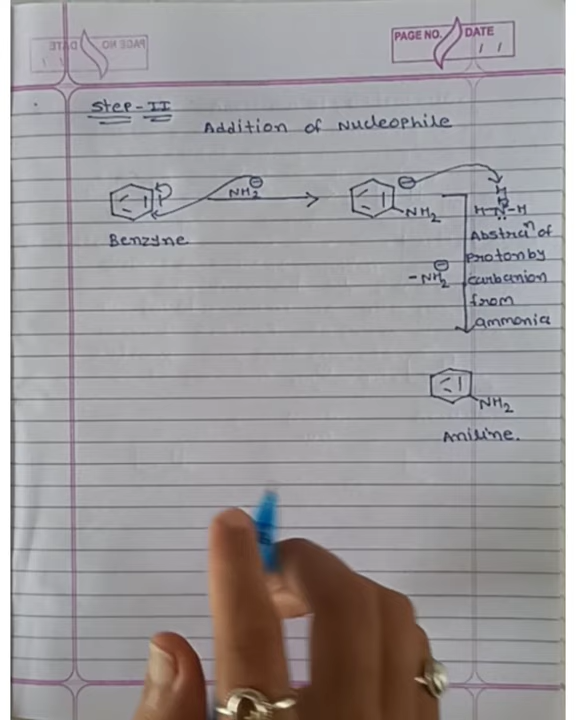 PAGE NO.
DATE
/ /
Step-II
Addition of Nucleophile
NH2 ⊖
Benzyne
⊖
NH2
H
H-N-H
Abstraⁿ of
proton by
carbanion
from
ammonia
-NH2 ⊖
NH2
Aniline.